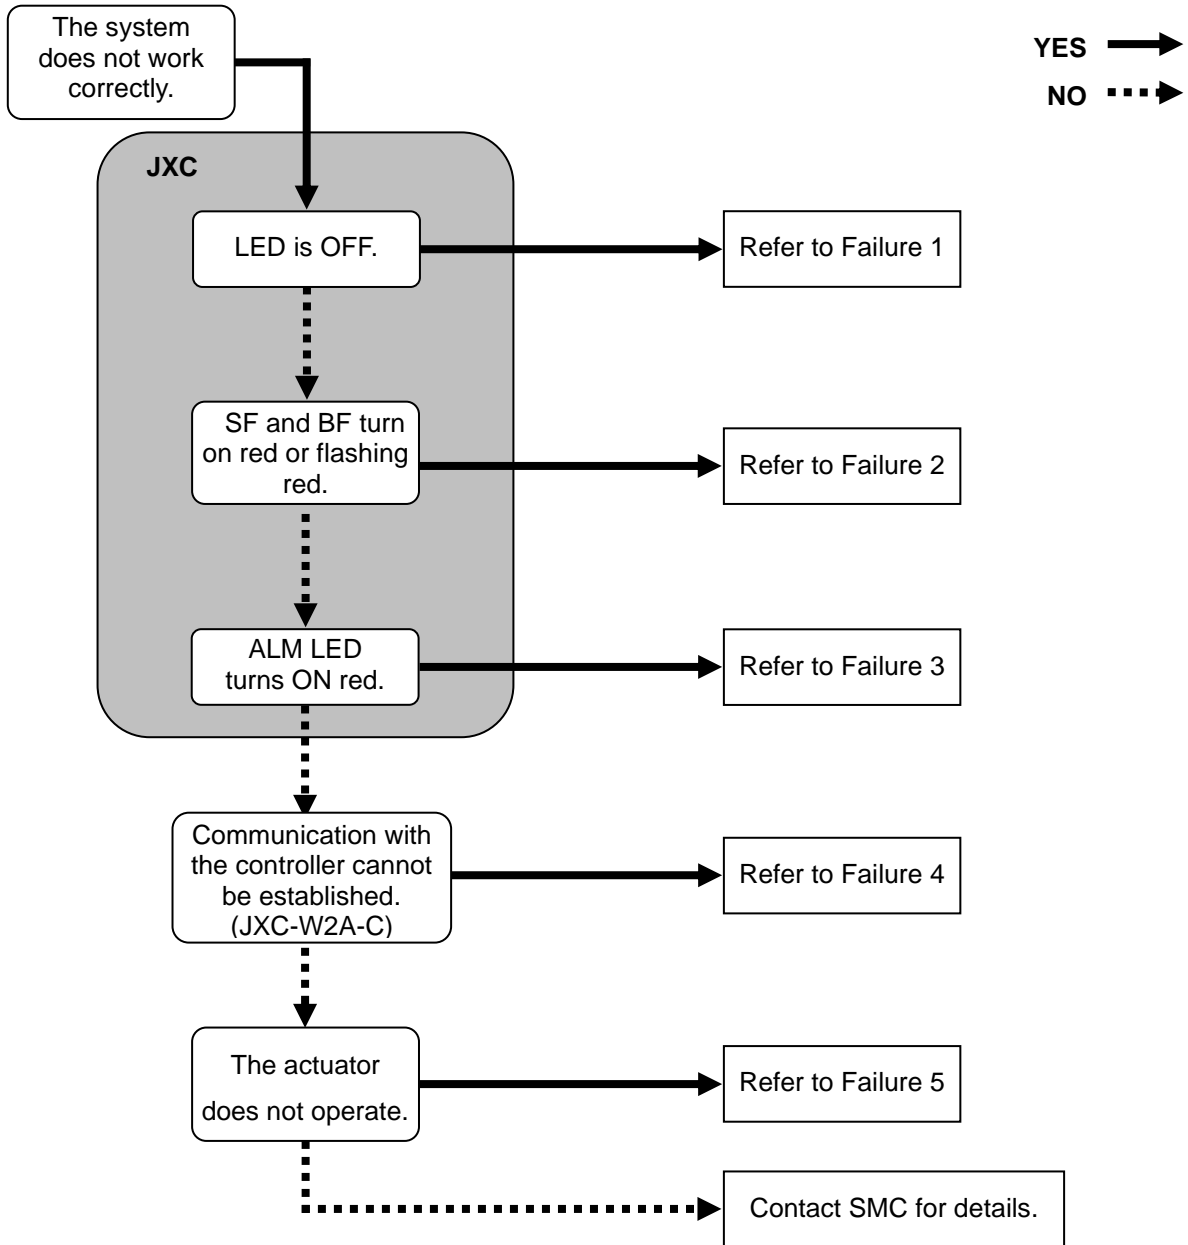 The system
does not work
correctly.
YES
NO
JXC
LED is OFF.
Refer to Failure 1
SF and BF turn
on red or flashing
red.
Refer to Failure 2
ALM LED
turns ON red.
Refer to Failure 3
Communication with
the controller cannot
be established.
(JXC-W2A-C)
Refer to Failure 4
The actuator
does not operate.
Refer to Failure 5
Contact SMC for details.